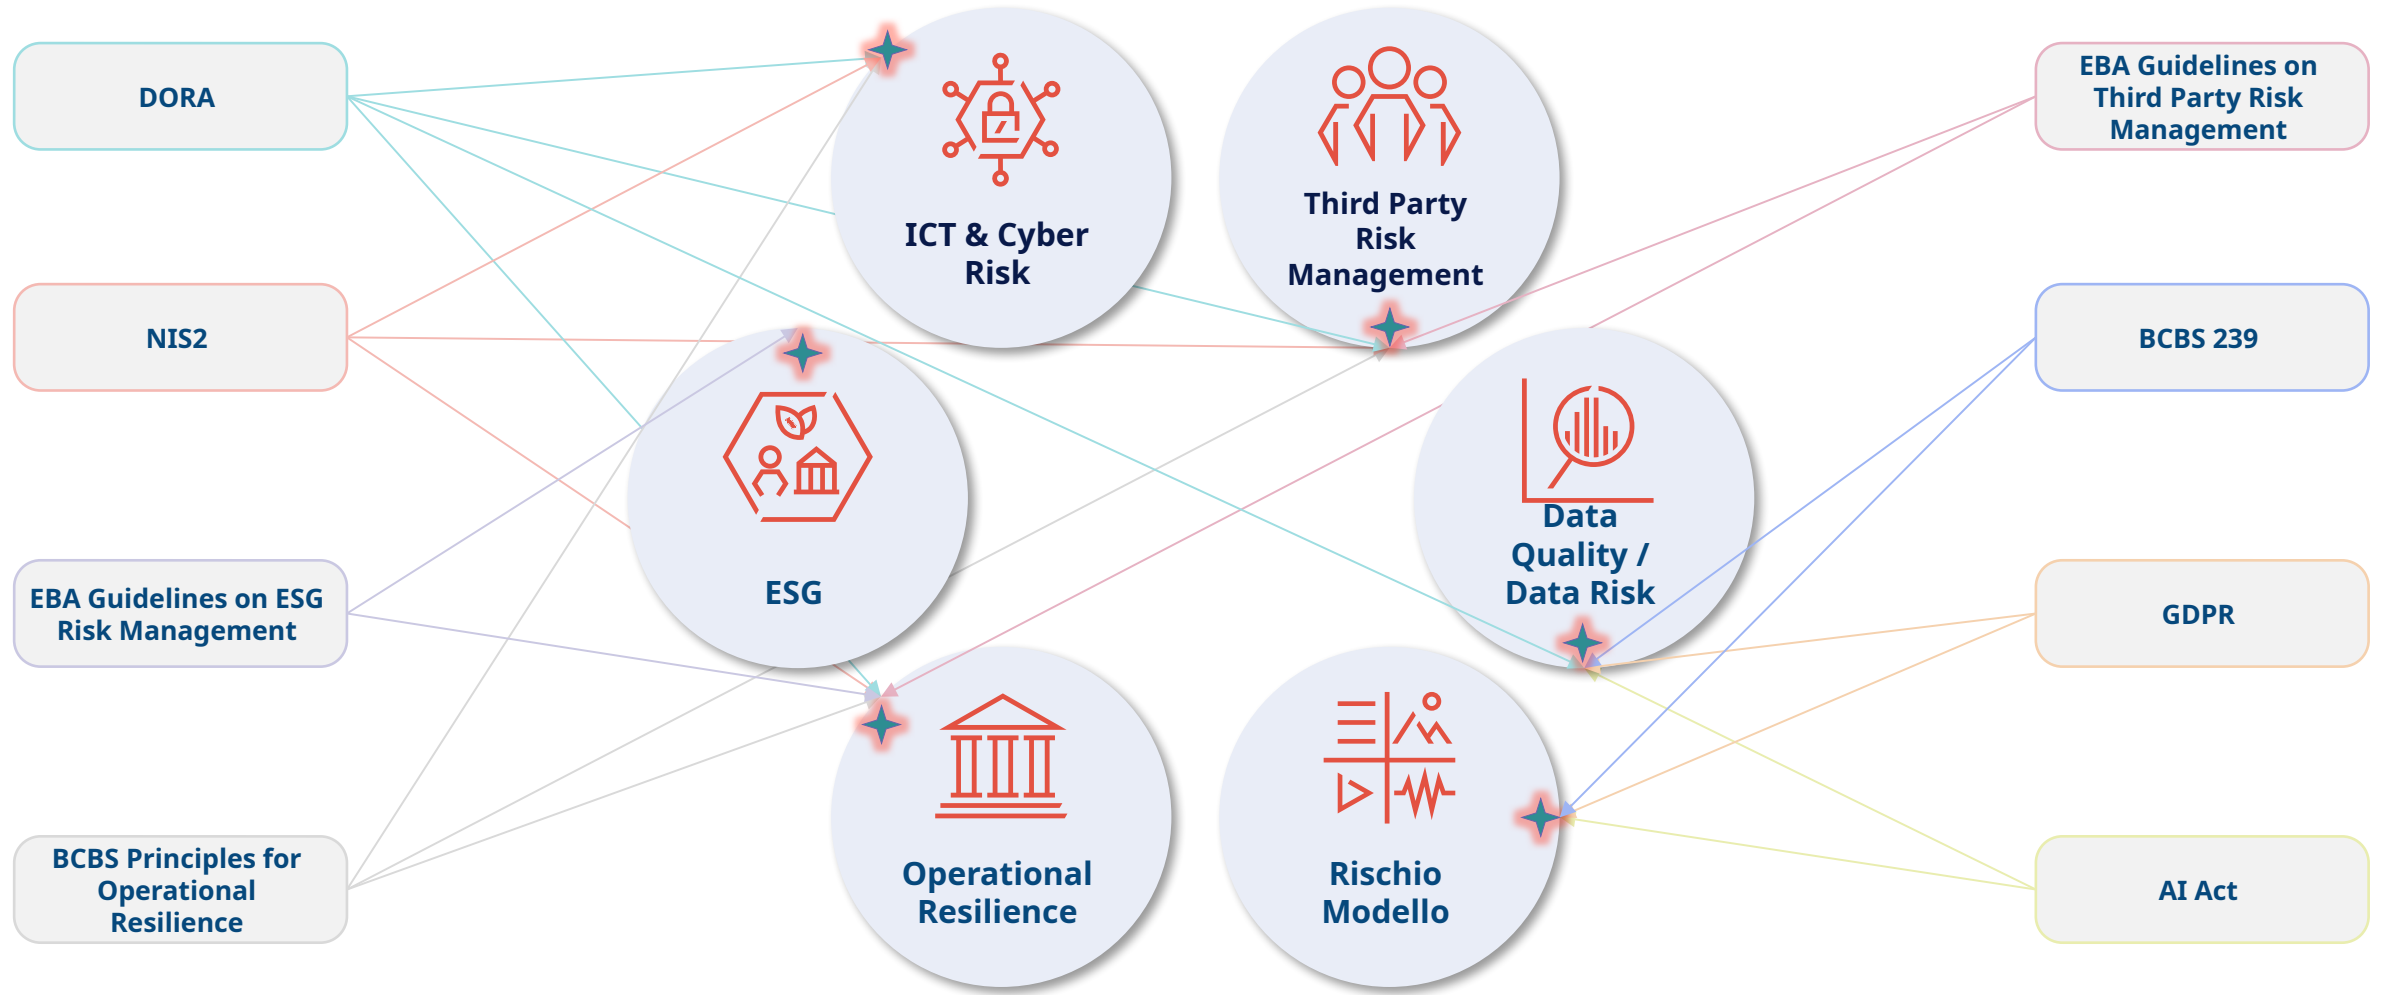 DORA
NIS2
EBA Guidelines on ESG
Risk Management
BCBS Principles for
Operational
Resilience
ICT & Cyber
Risk
Third Party
Risk
Management
ESG
Data
Quality /
Data Risk
Operational
Resilience
Rischio
Modello
EBA Guidelines on
Third Party Risk
Management
BCBS 239
GDPR
AI Act